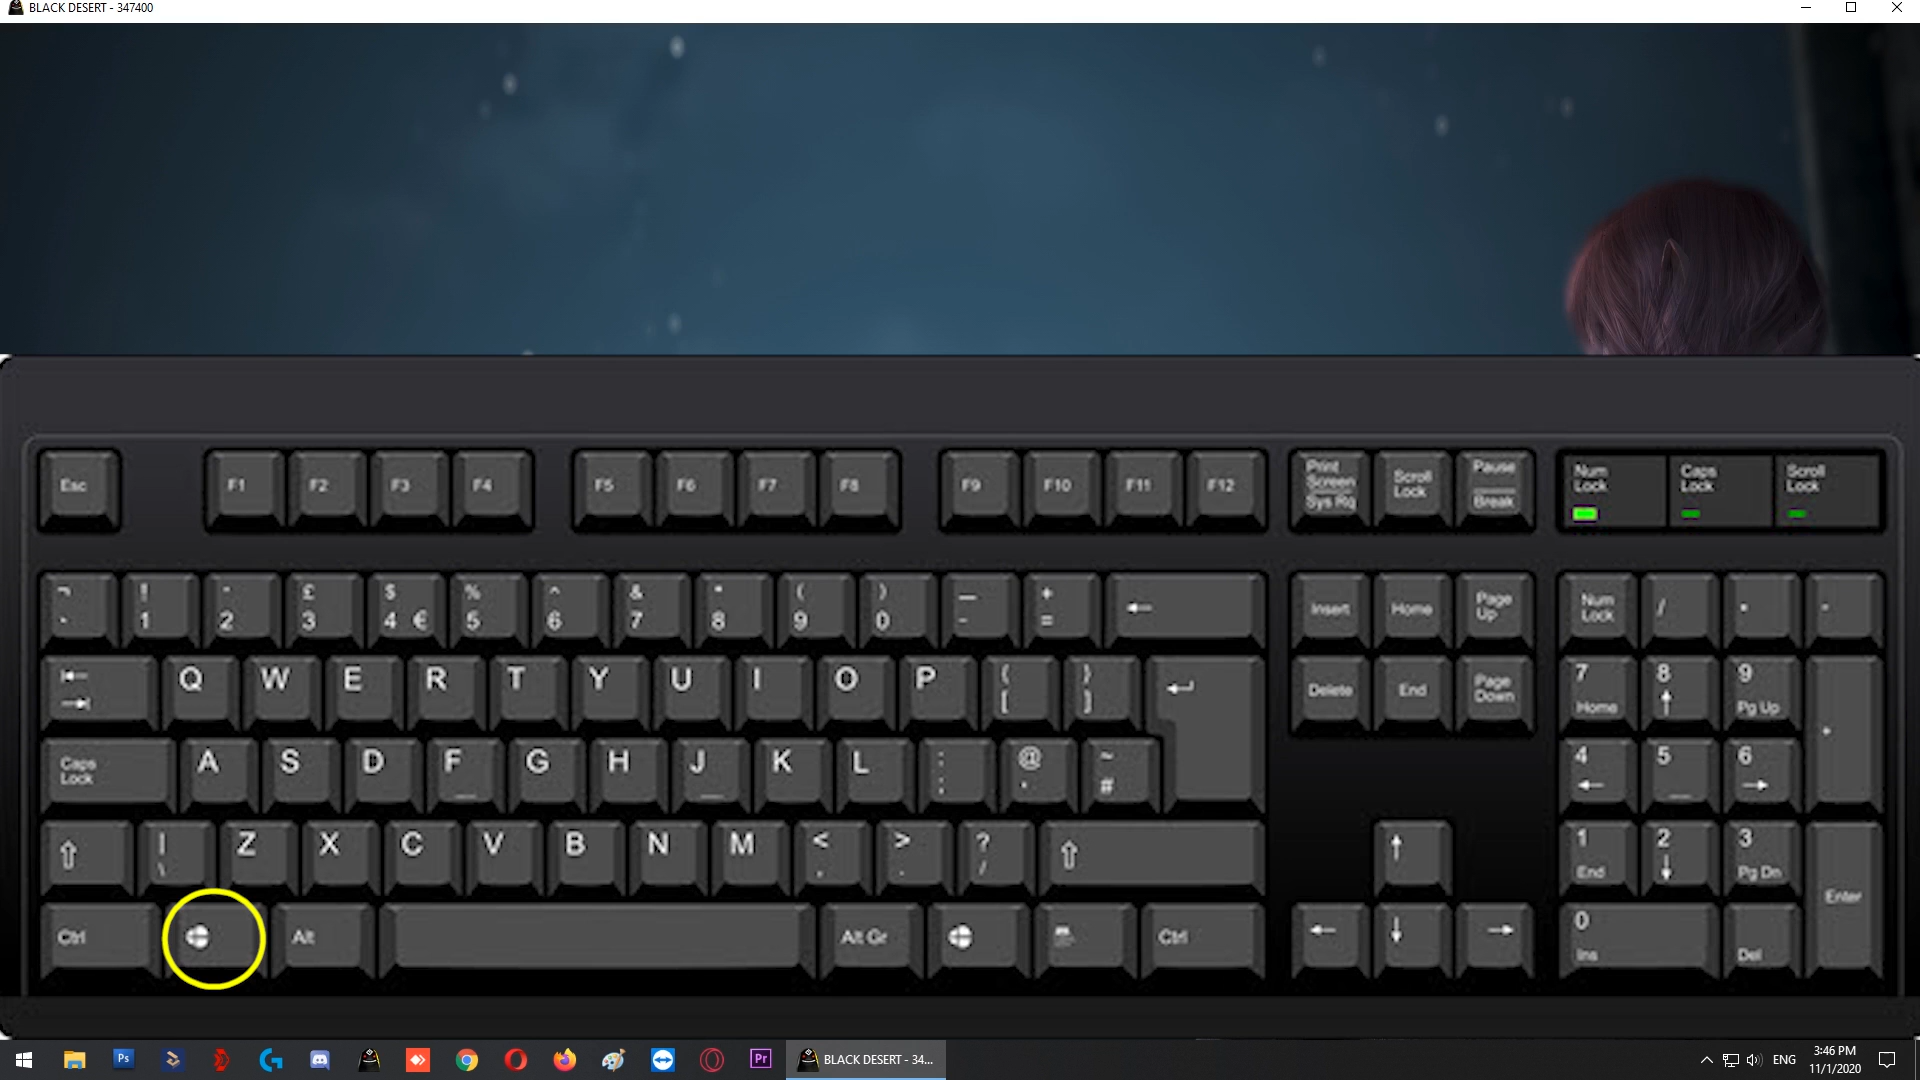 BLACK DESERT - 347400
Esc F1 F2 F3 F4 F5 F6 F7 F8 F9 F10 F11 F12 Print Screen Sys Rq Scroll Lock Pause Break Num Lock Caps Lock Scroll Lock
¬ ! " £ $ % ^ & * ( ) — +
1 2 3 4 € 5 6 7 8 9 0 - = Insert Home Page Up Num Lock /
Q W E R T Y U I O P { [ } ] Delete End Page Down 7 Home 8 9 Pg Up
Caps Lock A S D F G H J K L : ; @ ' ~ # 4 5 6
| \ Z X C V B N M < , > . ? / 1 End 2 3 Pg Dn Enter
Ctrl Alt Alt Gr Ctrl 0 Ins Del
Ps Pr BLACK DESERT - 34... ENG 3:46 PM
11/1/2020